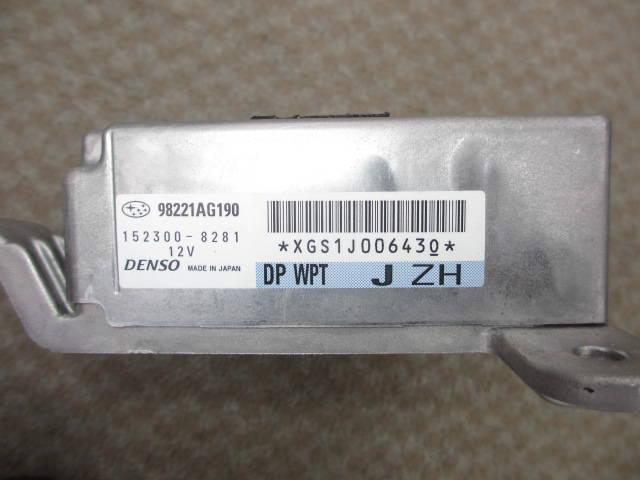 98221AG190
152300-8281
12V
DENSO MADE IN JAPAN
*XGS1J006430*
DP WPT J ZH